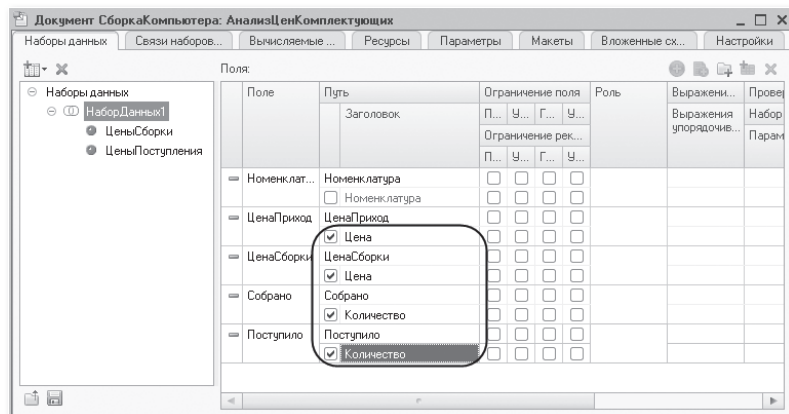 Документ СборкаКомпьютера: АнализЦенКомплектующих
Наборы данных Связи наборов... Вычисляемые ... Ресурсы Параметры Макеты Вложенные сх... Настройки
Поля:
Наборы данных
НаборДанных1
ЦеныСборки
ЦеныПоступления
Поле Путь Ограничение поля Роль Выражени... Провер
Заголовок П... У... Г... У... Выражения упорядочив... Набор
Ограничение рек... Парам
П... У... Г... У...
Номенклат... Номенклатура
Номенклатура
ЦенаПриход ЦенаПриход
Цена
ЦенаСборки ЦенаСборки
Цена
Собрано Собрано
Количество
Поступило Поступило
Количество